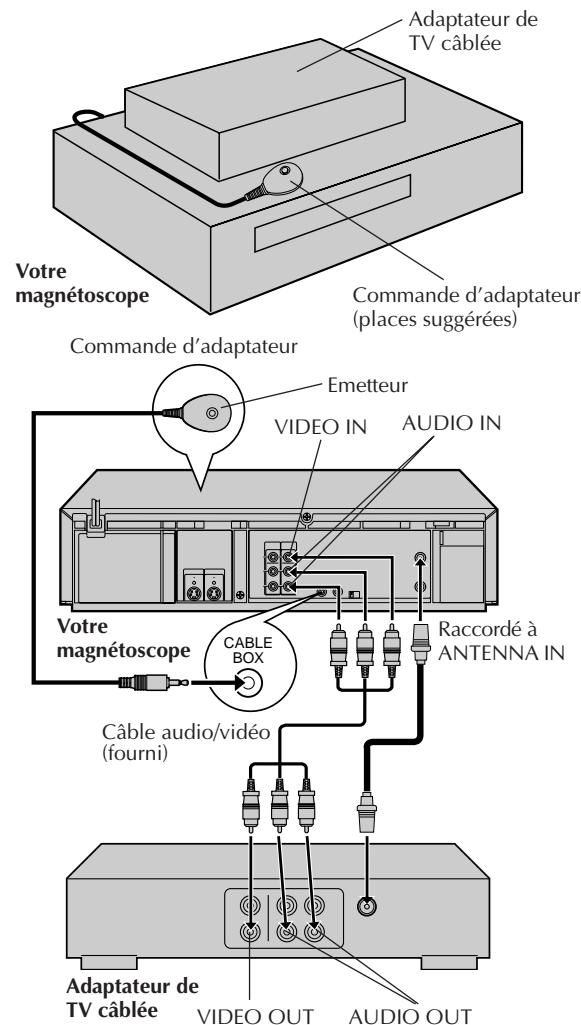 Adaptateur de
TV câblée
Votre
magnétoscope
Commande d'adaptateur
(places suggérées)
Commande d'adaptateur
Emetteur
VIDEO IN
AUDIO IN
Votre
magnétoscope
CABLE
BOX
Raccordé à
ANTENNA IN
Câble audio/vidéo
(fourni)
Adaptateur de
TV câblée
VIDEO OUT
AUDIO OUT